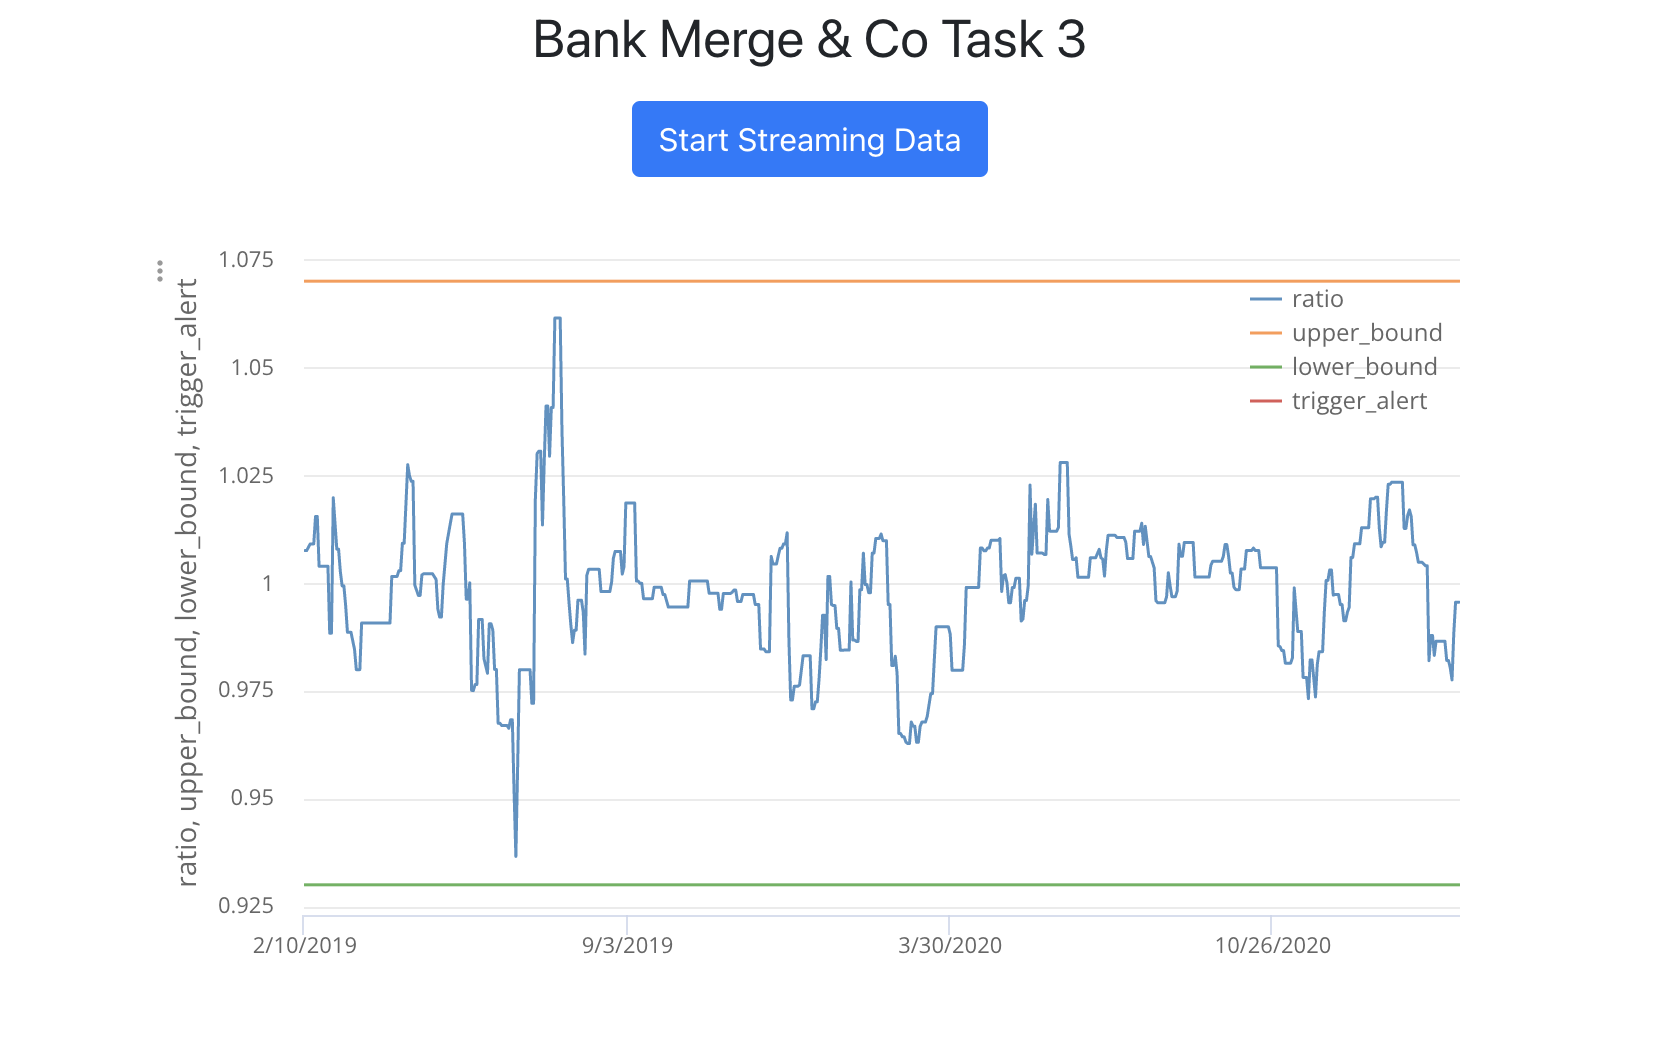 Bank Merge & Co Task 3
Start Streaming Data
ratio, upper_bound, lower_bound, trigger_alert
1.075
1.05
1.025
1
0.975
0.95
0.925
ratio
upper_bound
lower_bound
trigger_alert
2/10/2019
9/3/2019
3/30/2020
10/26/2020